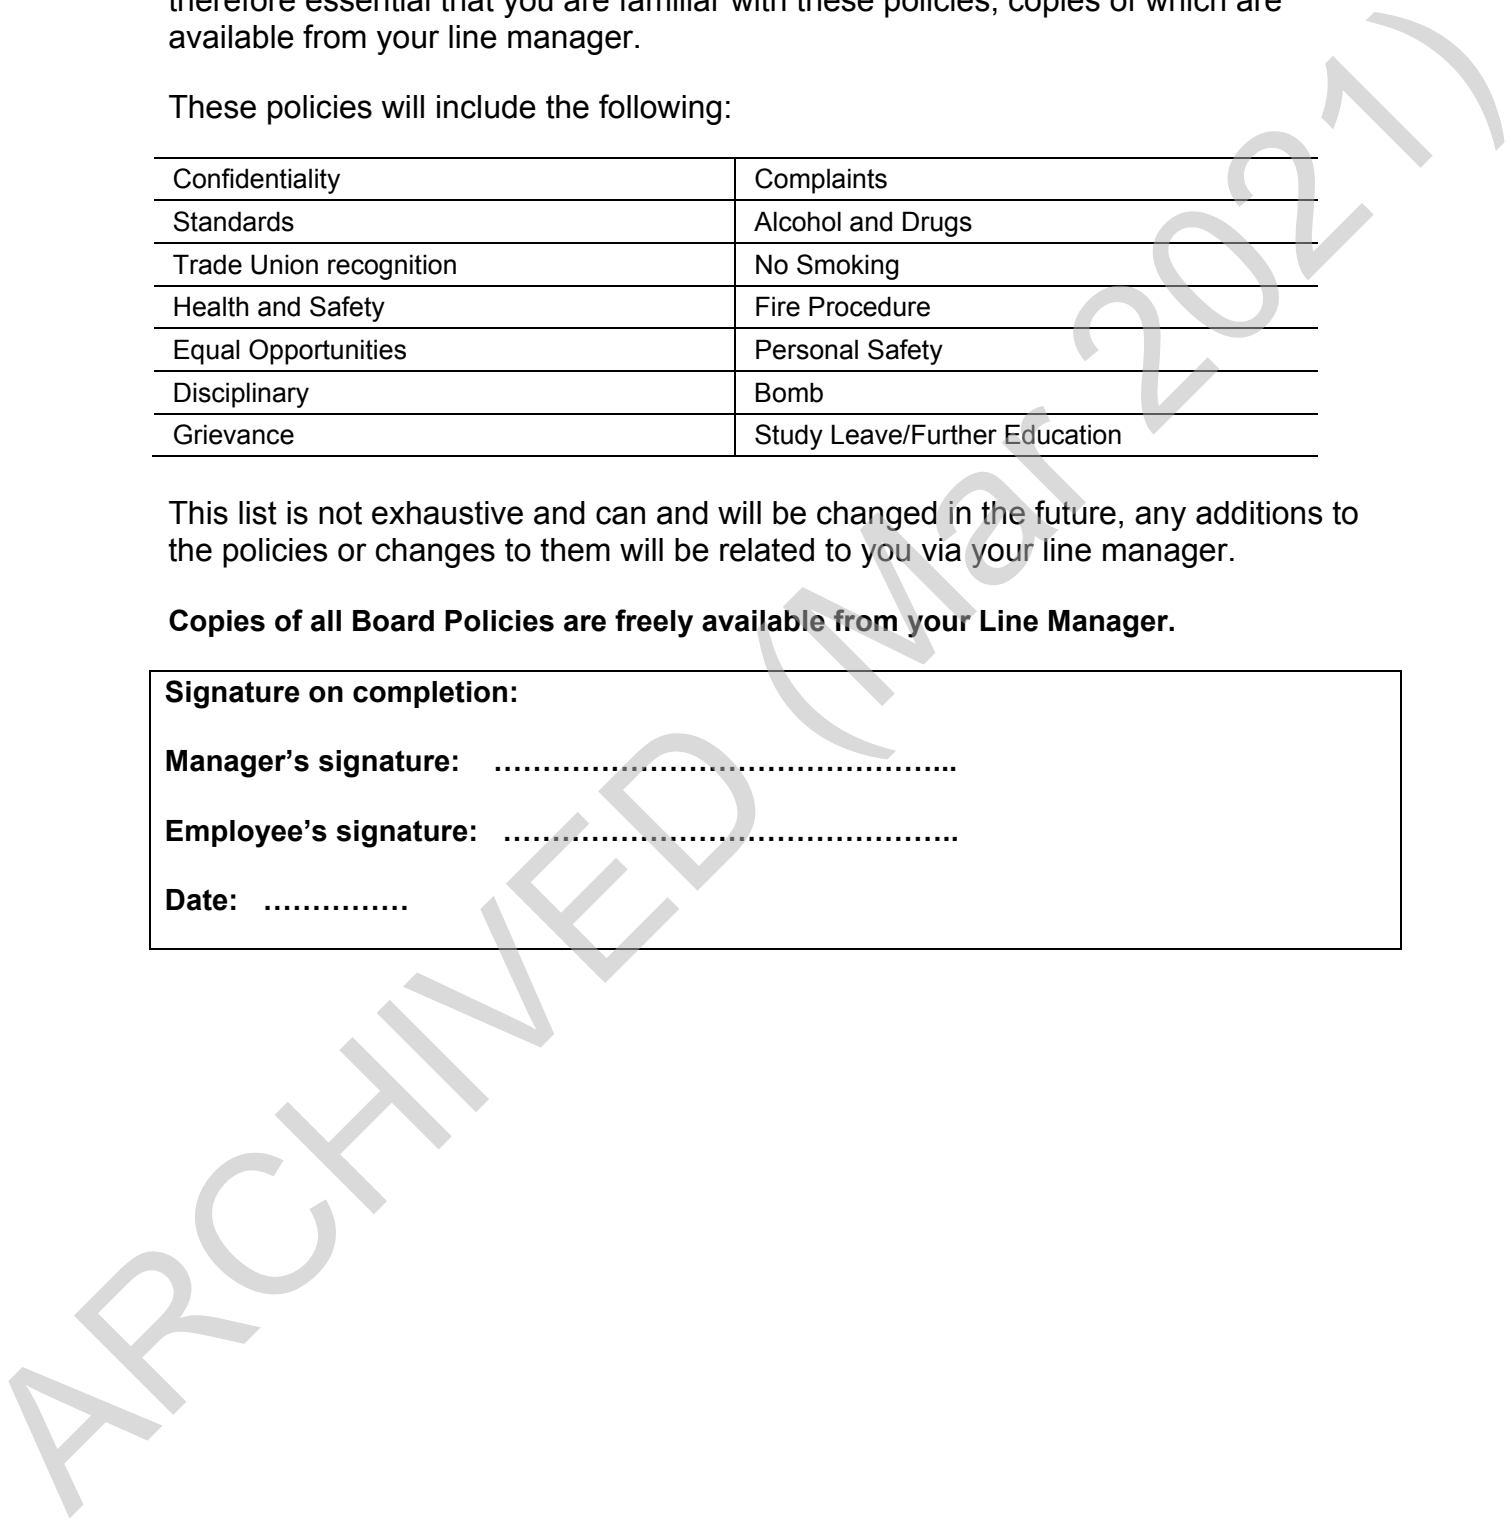 therefore essential that you are familiar with these policies, copies of which are
available from your line manager.
These policies will include the following:
Confidentiality Complaints
Standards Alcohol and Drugs
Trade Union recognition No Smoking
Health and Safety Fire Procedure
Equal Opportunities Personal Safety
Disciplinary Bomb
Grievance Study Leave/Further Education
This list is not exhaustive and can and will be changed in the future, any additions to
the policies or changes to them will be related to you via your line manager.
Copies of all Board Policies are freely available from your Line Manager.
Signature on completion:
Manager’s signature: ………………………………………...
Employee’s signature: ………………………………………..
Date: ……………
ARCHIVED (Mar 2021)